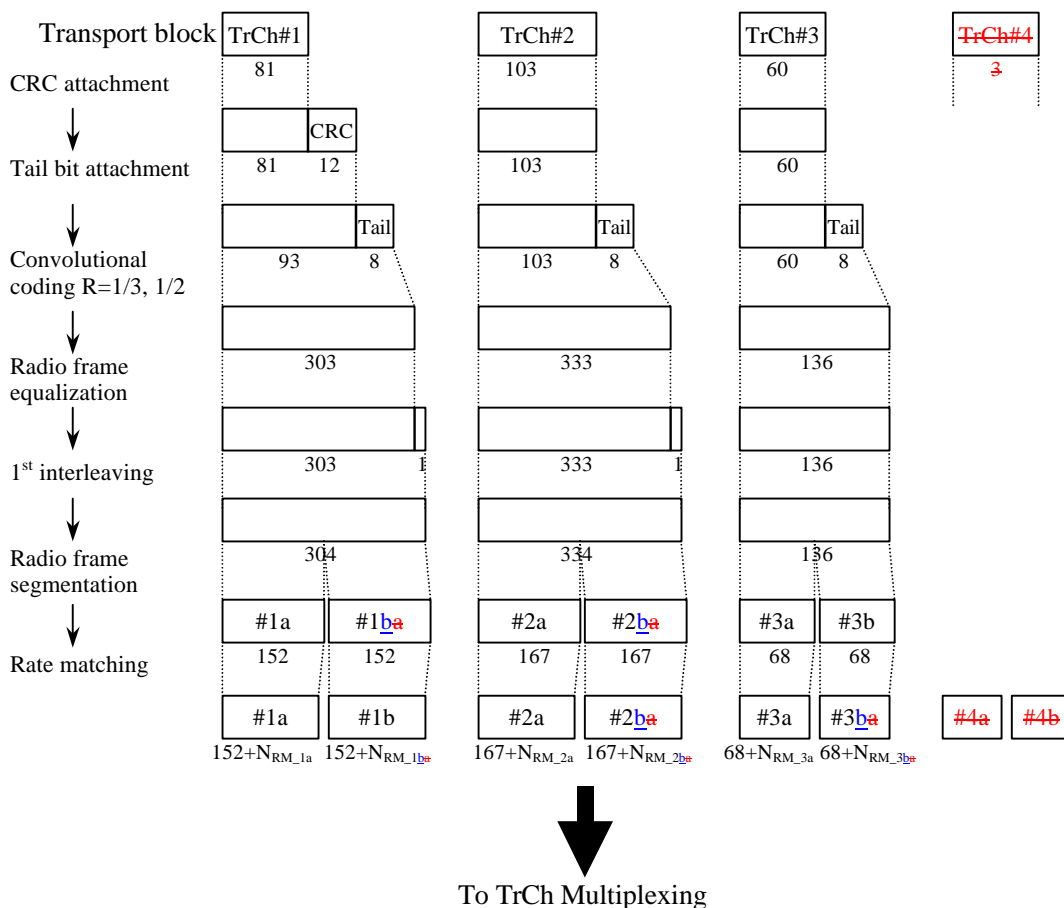 Transport block TrCh#1 TrCh#2 TrCh#3 TrCh#4
81 103 60 3
CRC attachment
CRC
81 12 103 60
Tail bit attachment
Tail Tail Tail
93 8 103 8 60 8
Convolutional
coding R=1/3, 1/2
303 333 136
Radio frame
equalization
303 1 333 1 136
1st interleaving
304 334 136
Radio frame
segmentation
#1a #1ba #2a #2ba #3a #3b
152 152 167 167 68 68
Rate matching
#1a #1b #2a #2ba #3a #3ba #4a #4b
152+NRM_1a 152+NRM_1ba 167+NRM_2a 167+NRM_2ba 68+NRM_3a 68+NRM_3ba
To TrCh Multiplexing